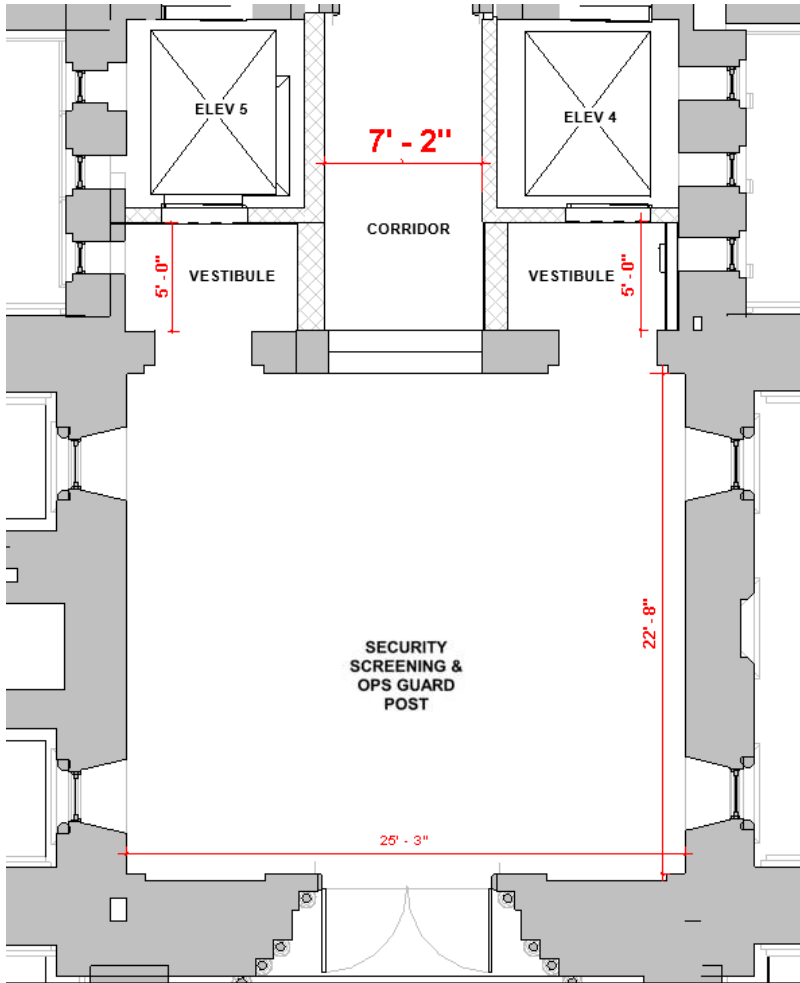 ELEV 5
ELEV 4
7' - 2"
CORRIDOR
VESTIBULE
VESTIBULE
5' - 0"
5' - 0"
22' - 8"
SECURITY
SCREENING &
OPS GUARD
POST
25' - 3"